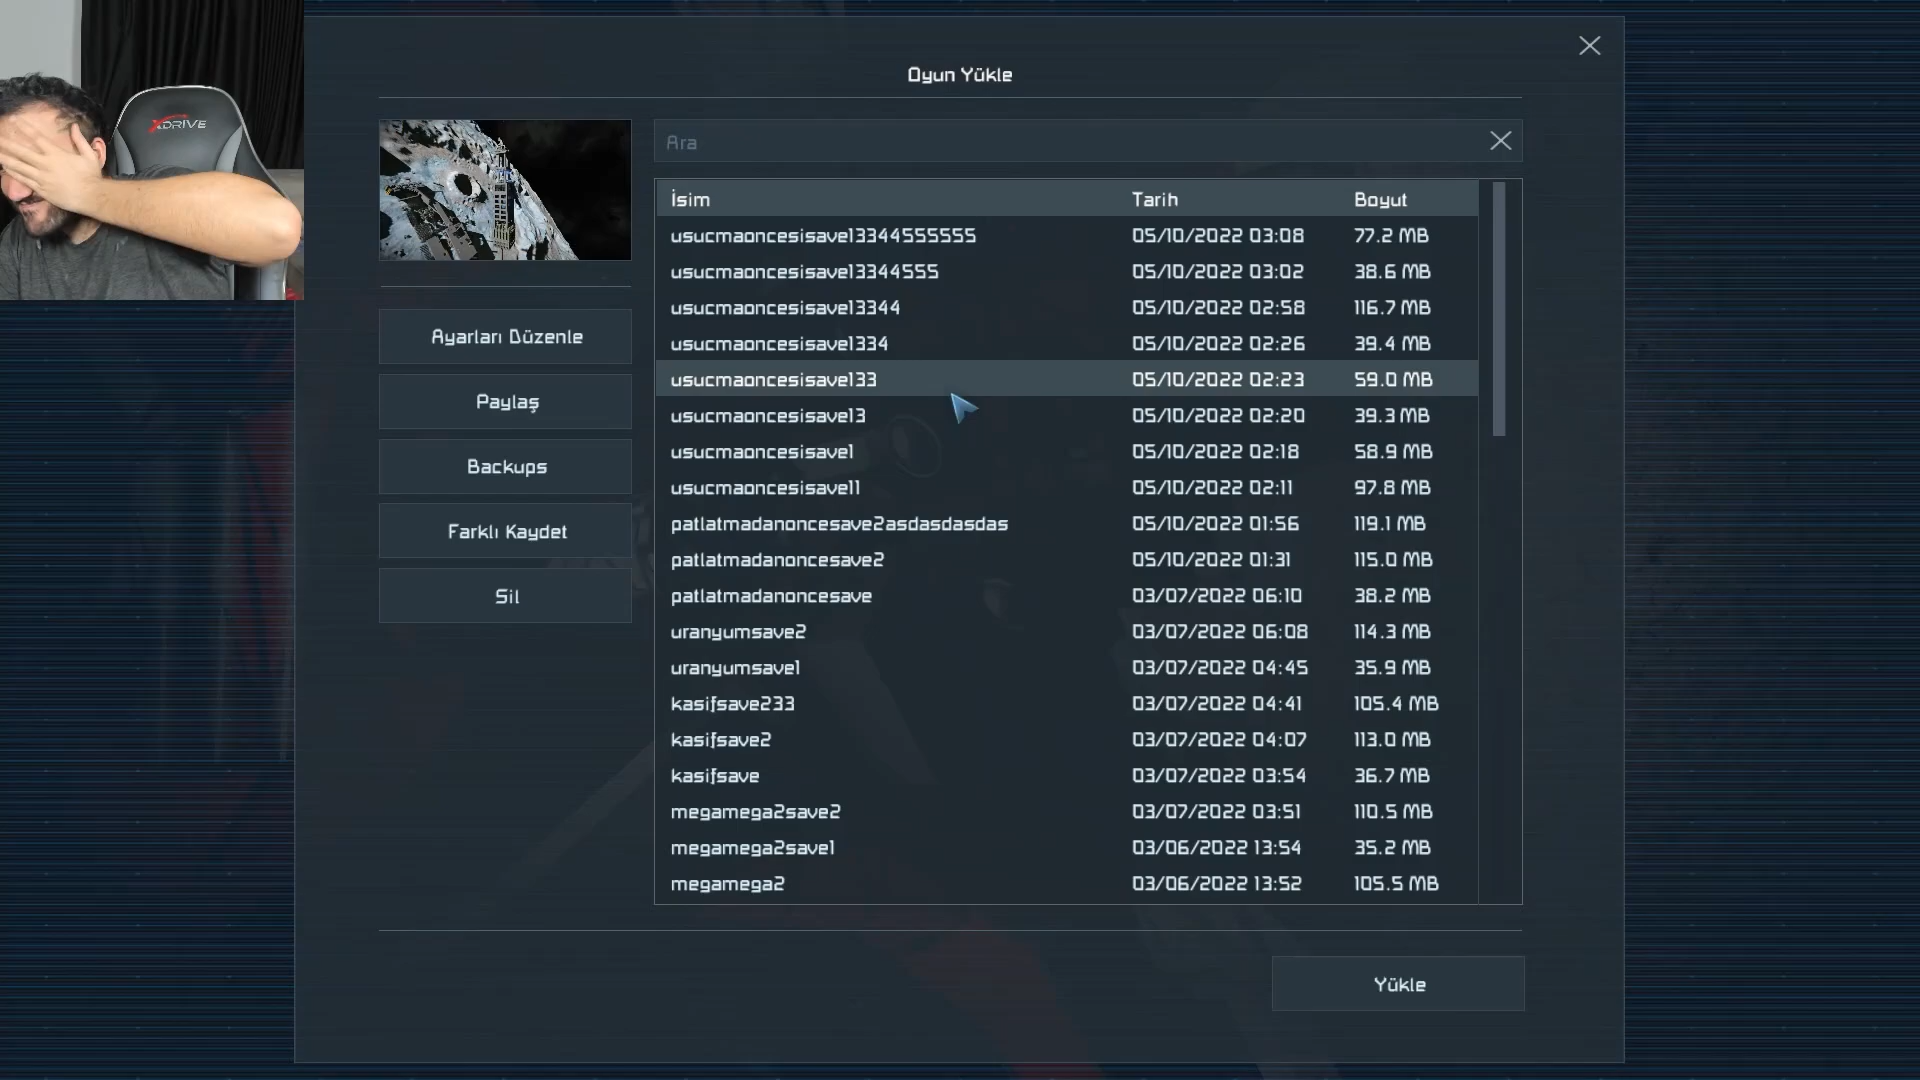 XDRIVE
Oyun Yükle
Ara
İsim Tarih Boyut
usucmaoncesisave13344555555 05/10/2022 03:08 77.2 MB
usucmaoncesisave13344555 05/10/2022 03:02 38.6 MB
usucmaoncesisave13344 05/10/2022 02:58 116.7 MB
usucmaoncesisave1334 05/10/2022 02:26 39.4 MB
usucmaoncesisave133 05/10/2022 02:23 59.0 MB
usucmaoncesisave13 05/10/2022 02:20 39.3 MB
usucmaoncesisave1 05/10/2022 02:18 58.9 MB
usucmaoncesisave11 05/10/2022 02:11 97.8 MB
patlatmadanoncesave2asdasdasdas 05/10/2022 01:56 119.1 MB
patlatmadanoncesave2 05/10/2022 01:31 115.0 MB
patlatmadanoncesave 03/07/2022 06:10 38.2 MB
uranyumsave2 03/07/2022 06:08 114.3 MB
uranyumsave1 03/07/2022 04:45 35.9 MB
kasifsave233 03/07/2022 04:41 105.4 MB
kasifsave2 03/07/2022 04:07 113.0 MB
kasifsave 03/07/2022 03:54 36.7 MB
megamega2save2 03/07/2022 03:51 110.5 MB
megamega2save1 03/06/2022 13:54 35.2 MB
megamega2 03/06/2022 13:52 105.5 MB
Ayarları Düzenle
Paylaş
Backups
Farklı Kaydet
Sil
Yükle